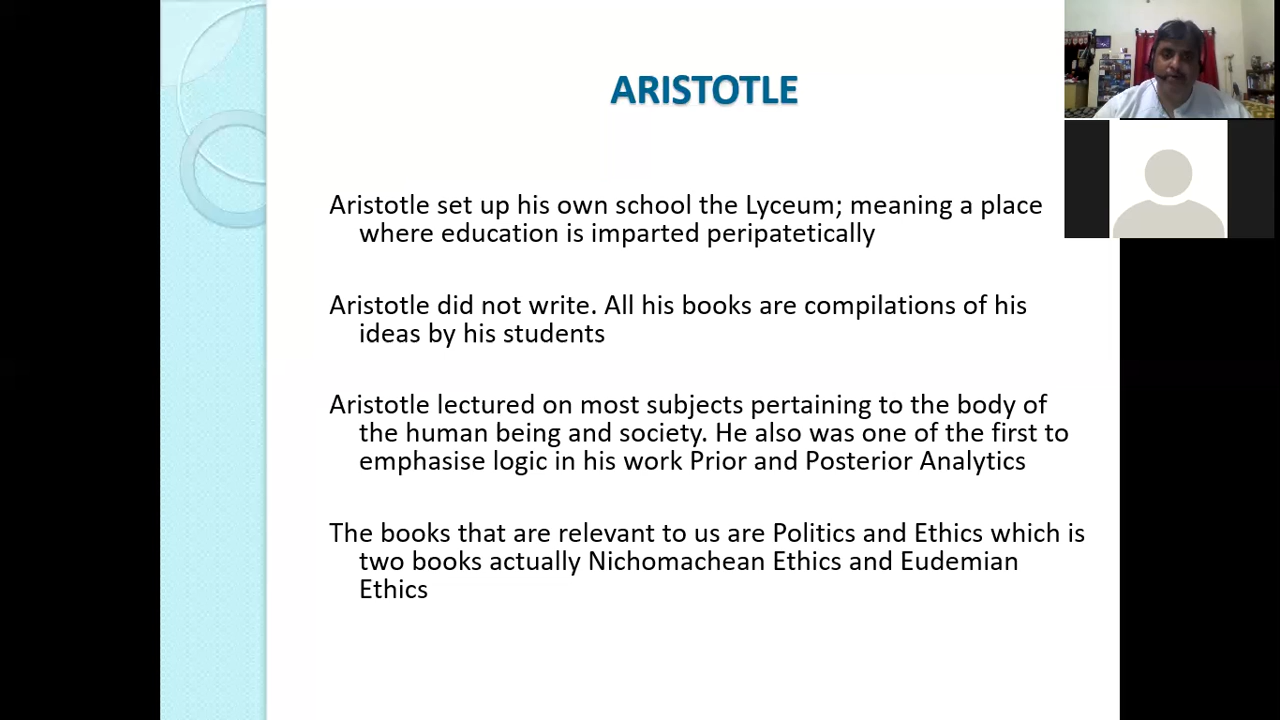 ARISTOTLE
Aristotle set up his own school the Lyceum; meaning a place
where education is imparted peripatetically
Aristotle did not write. All his books are compilations of his
ideas by his students
Aristotle lectured on most subjects pertaining to the body of
the human being and society. He also was one of the first to
emphasise logic in his work Prior and Posterior Analytics
The books that are relevant to us are Politics and Ethics which is
two books actually Nichomachean Ethics and Eudemian
Ethics